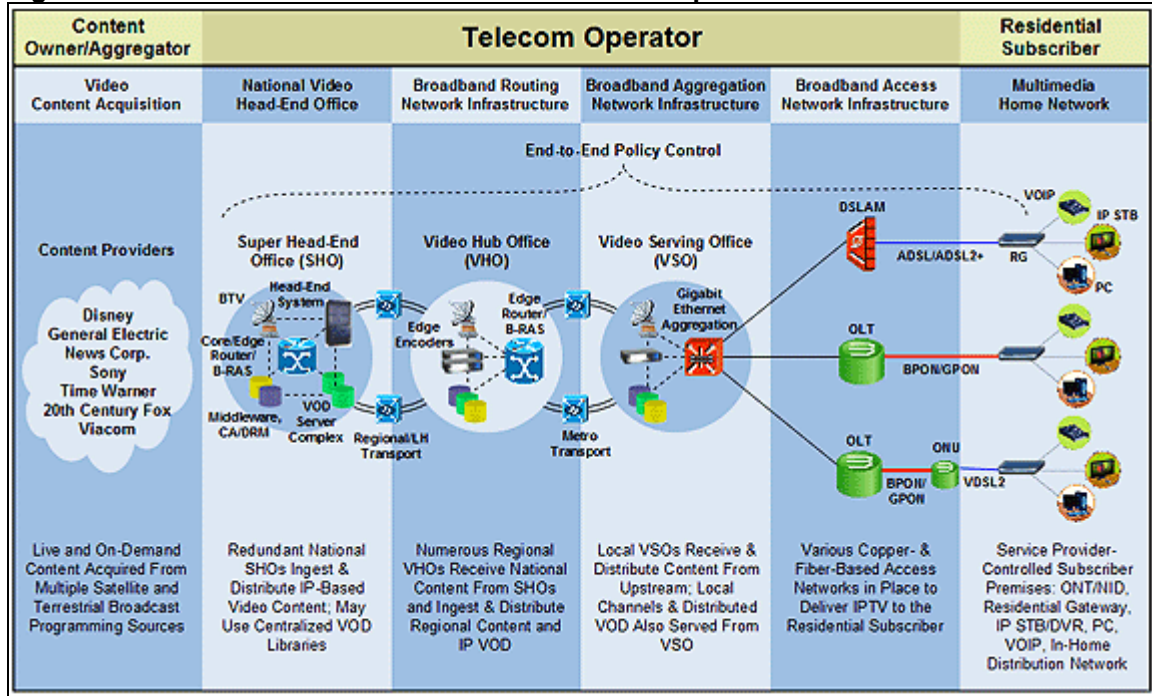 Content
Owner/Aggregator
Telecom Operator
Residential
Subscriber
Video
Content Acquisition
National Video
Head-End Office
Broadband Routing
Network Infrastructure
Broadband Aggregation
Network Infrastructure
Broadband Access
Network Infrastructure
Multimedia
Home Network
End-to-End Policy Control
Content Providers
Disney
General Electric
News Corp.
Sony
Time Warner
20th Century Fox
Viacom
Super Head-End
Office (SHO)
BTV
Head-End
System
Core/Edge
Router/
B-RAS
Middleware,
CA/DRM
VOD
Server
Complex
Regional/LH
Transport
Video Hub Office
(VHO)
Edge
Encoders
Edge
Router/
B-RAS
Metro
Transport
Video Serving Office
(VSO)
Gigabit
Ethernet
Aggregation
DSLAM
ADSL/ADSL2+
RG
VOIP
IP STB
PC
OLT
BPON/GPON
OLT
BPON/
GPON
ONU
VDSL2
Live and On-Demand
Content Acquired From
Multiple Satellite and
Terrestrial Broadcast
Programming Sources
Redundant National
SHOs Ingest &
Distribute IP-Based
Video Content; May
Use Centralized VOD
Libraries
Numerous Regional
VHOs Receive National
Content From SHOs
and Ingest & Distribute
Regional Content and
IP VOD
Local VSOs Receive &
Distribute Content From
Upstream; Local
Channels & Distributed
VOD Also Served From
VSO
Various Copper- &
Fiber-Based Access
Networks in Place to
Deliver IPTV to the
Residential Subscriber
Service Provider-
Controlled Subscriber
Premises: ONT/NID,
Residential Gateway,
IP STB/DVR, PC,
VOIP, In-Home
Distribution Network